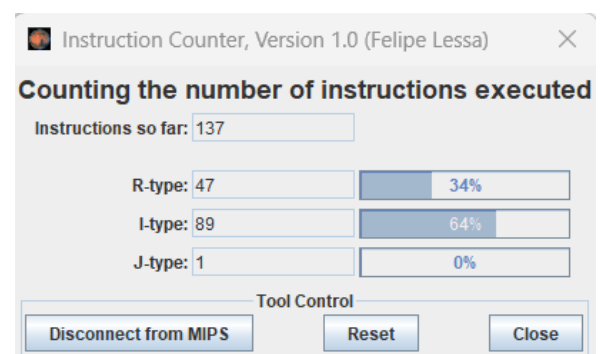 Instruction Counter, Version 1.0 (Felipe Lessa)
Counting the number of instructions executed
Instructions so far: 137
R-type: 47 34%
I-type: 89 64%
J-type: 1 0%
Tool Control
Disconnect from MIPS Reset Close